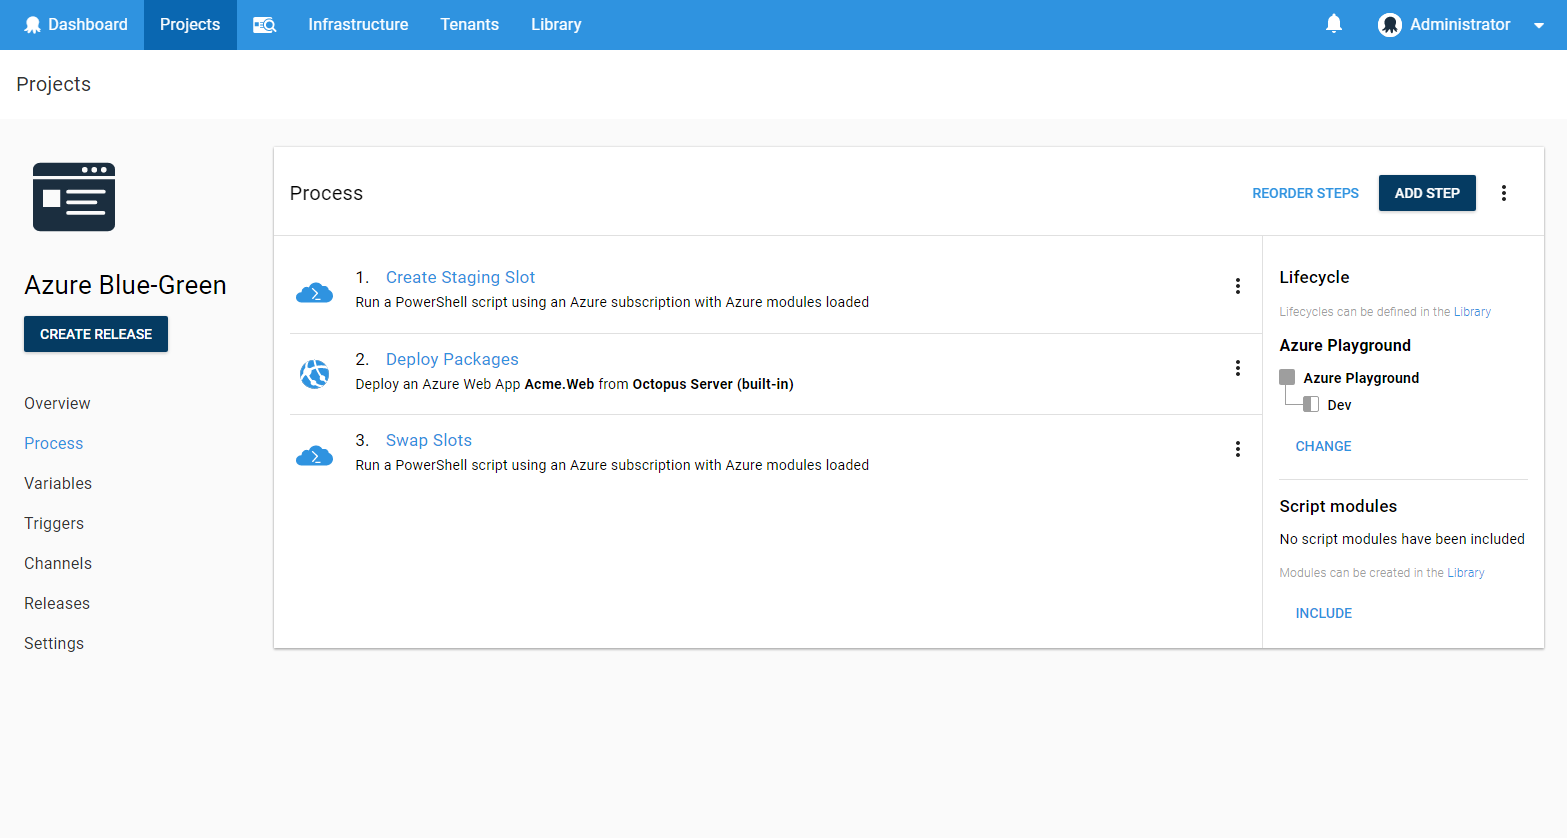 Dashboard Projects Infrastructure Tenants Library Administrator
Projects
Azure Blue-Green
CREATE RELEASE
Overview
Process
Variables
Triggers
Channels
Releases
Settings
Process REORDER STEPS ADD STEP
1. Create Staging Slot
Run a PowerShell script using an Azure subscription with Azure modules loaded
2. Deploy Packages
Deploy an Azure Web App Acme.Web from Octopus Server (built-in)
3. Swap Slots
Run a PowerShell script using an Azure subscription with Azure modules loaded
Lifecycle
Lifecycles can be defined in the Library
Azure Playground
Azure Playground
Dev
CHANGE
Script modules
No script modules have been included
Modules can be created in the Library
INCLUDE